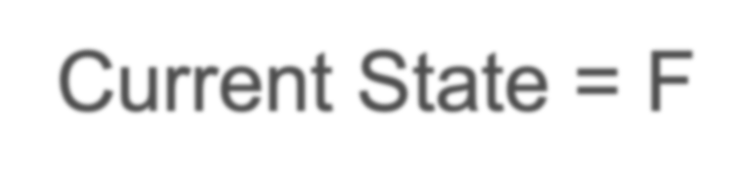 Current State = F